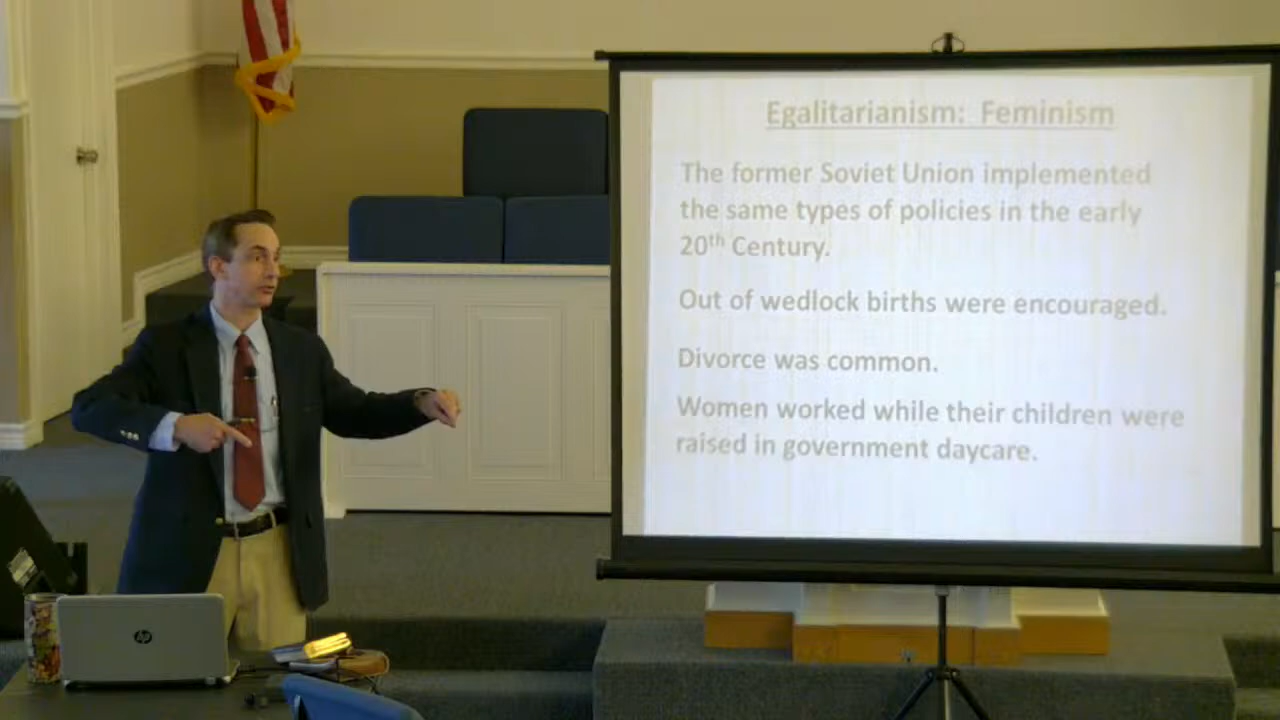 Egalitarianism: Feminism
The former Soviet Union implemented
the same types of policies in the early
20th Century.
Out of wedlock births were encouraged.
Divorce was common.
Women worked while their children were
raised in government daycare.
hp